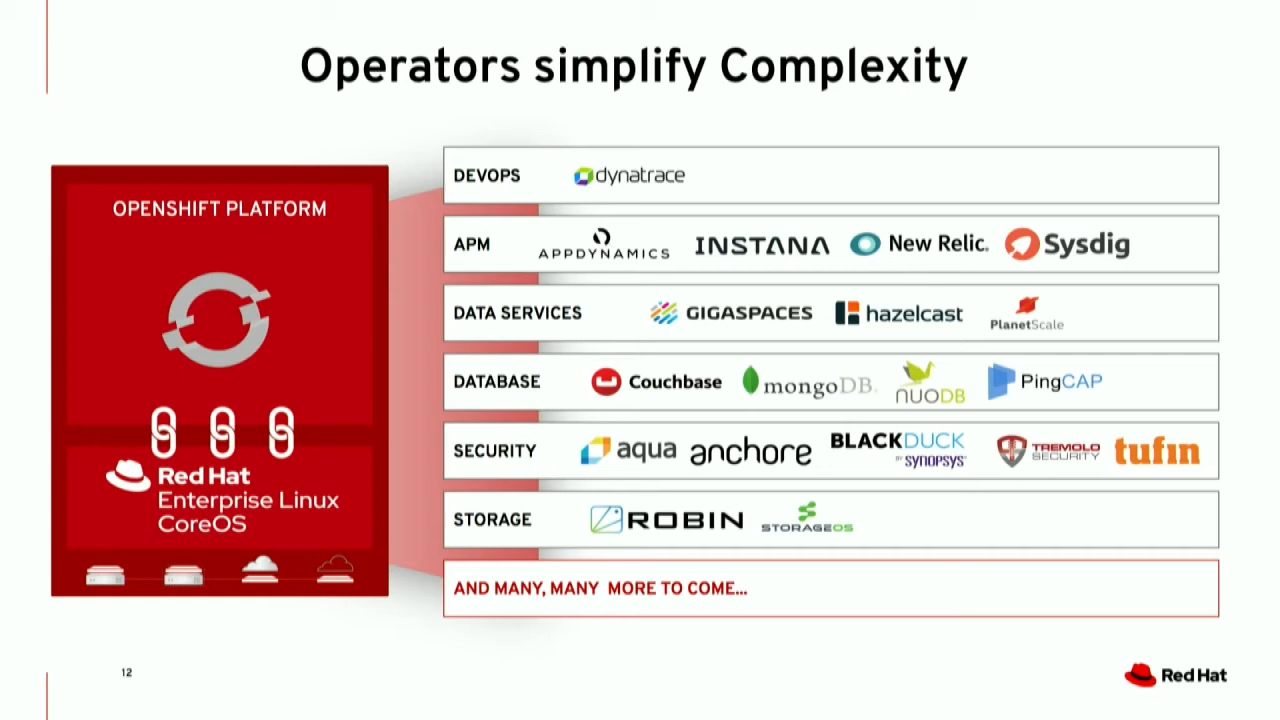 Operators simplify Complexity
OPENSHIFT PLATFORM
Red Hat
Enterprise Linux
CoreOS
DEVOPS dynatrace
APM APPDYNAMICS INSTANA New Relic. Sysdig
DATA SERVICES GIGASPACES hazelcast PlanetScale
DATABASE Couchbase mongoDB. NUODB PingCAP
SECURITY aqua anchore BLACKDUCK BY SYNOPSYS TREMOLO SECURITY tufin
STORAGE ROBIN STORAGEOS
AND MANY, MANY MORE TO COME...
12
Red Hat